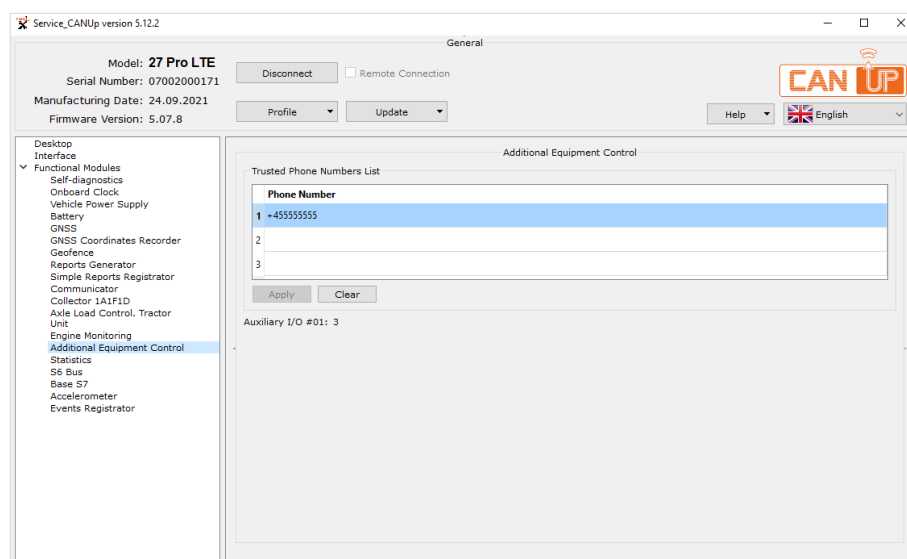 Service_CANUp version 5.12.2
General
Model: 27 Pro LTE
Serial Number: 07002000171
Manufacturing Date: 24.09.2021
Firmware Version: 5.07.8
Disconnect
Remote Connection
Profile
Update
CAN UP
Help
English
Desktop
Interface
Functional Modules
Self-diagnostics
Onboard Clock
Vehicle Power Supply
Battery
GNSS
GNSS Coordinates Recorder
Geofence
Reports Generator
Simple Reports Registrator
Communicator
Collector 1A1F1D
Axle Load Control. Tractor
Unit
Engine Monitoring
Additional Equipment Control
Statistics
S6 Bus
Base S7
Accelerometer
Events Registrator
Additional Equipment Control
Trusted Phone Numbers List
Phone Number
1 +455555555
2
3
Apply
Clear
Auxiliary I/O #01: 3